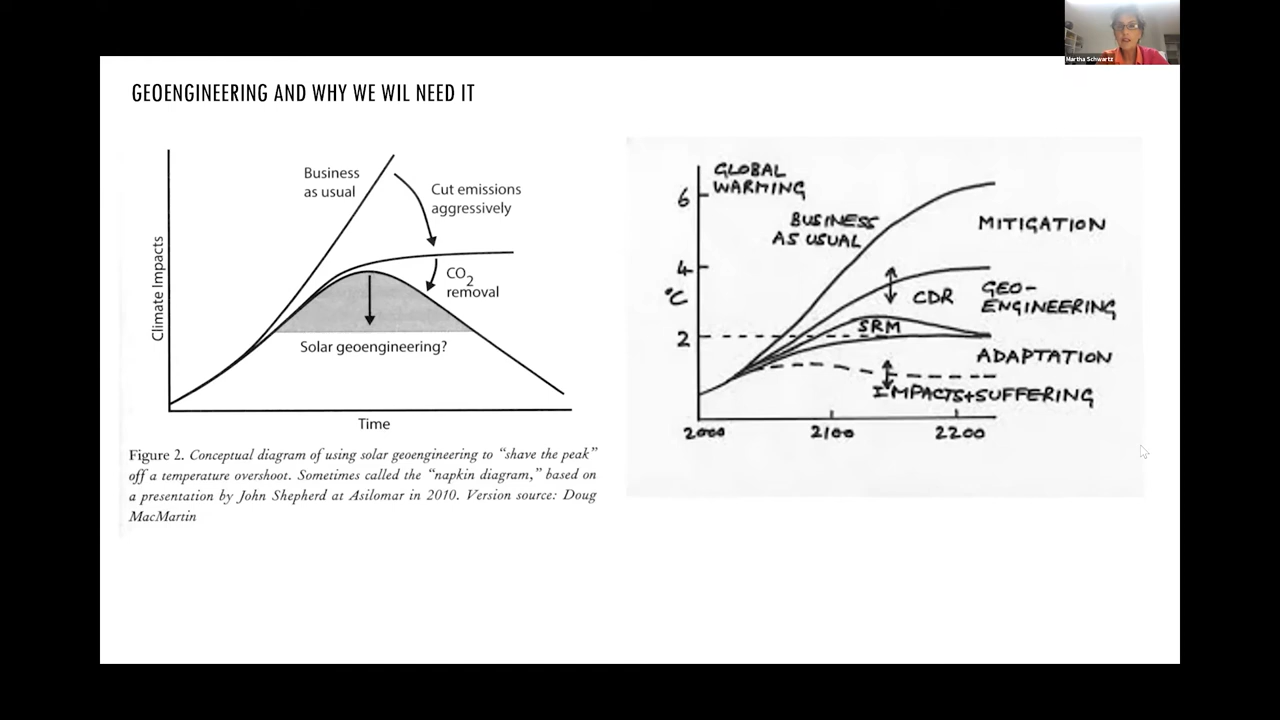 Martha Schwartz
GEOENGINEERING AND WHY WE WIL NEED IT
Business
as usual
Cut emissions
aggressively
CO2
removal
Climate Impacts
Solar geoengineering?
Time
Figure 2. Conceptual diagram of using solar geoengineering to “shave the peak”
off a temperature overshoot. Sometimes called the “napkin diagram,” based on
a presentation by John Shepherd at Asilomar in 2010. Version source: Doug
MacMartin
GLOBAL
WARMING
6
BUSINESS
AS USUAL
MITIGATION
4
°C
CDR
GEO-
ENGINEERING
SRM
2
ADAPTATION
IMPACTS+SUFFERING
2000
2100
2200